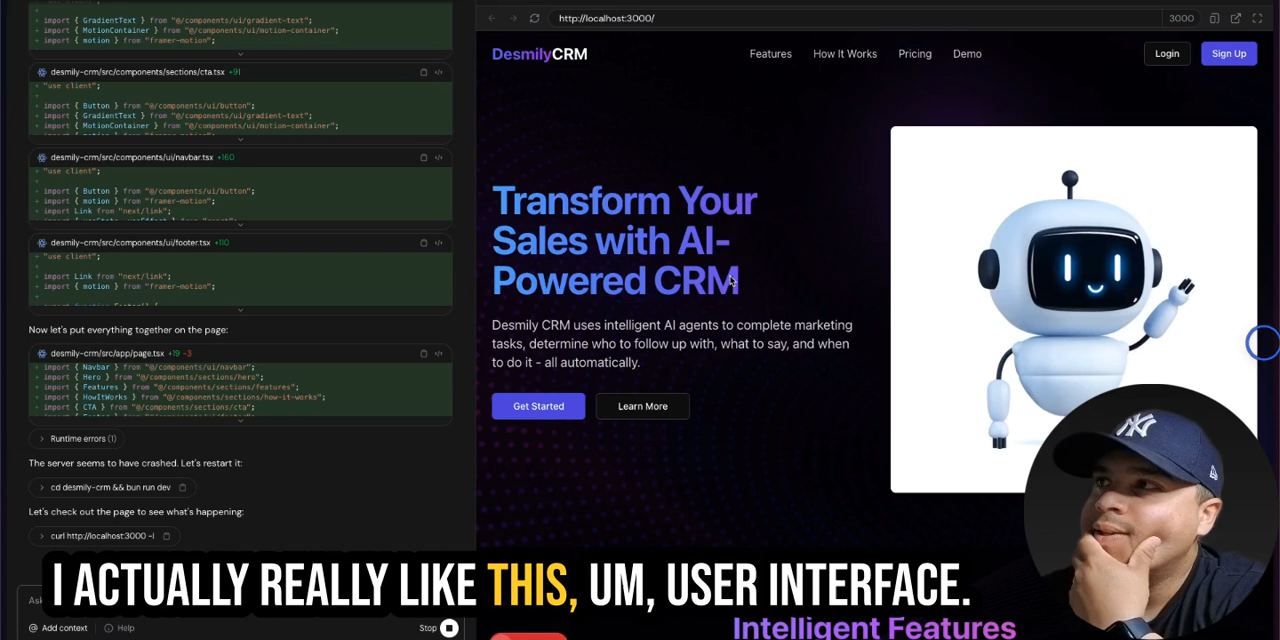 import { GradientText } from "@/components/ui/gradient-text";
+ import { MotionContainer } from "@/components/ui/motion-container";
+ import { motion } from "framer-motion";
desmily-crm/src/components/sections/cta.tsx +91
+ "use client";
+
+ import { Button } from "@/components/ui/button";
+ import { GradientText } from "@/components/ui/gradient-text";
+ import { MotionContainer } from "@/components/ui/motion-container";
desmily-crm/src/components/ui/navbar.tsx +160
"use client";
+
+ import { Button } from "@/components/ui/button";
+ import { motion } from "framer-motion";
+ import Link from "next/link";
desmily-crm/src/components/ui/footer.tsx +110
+ "use client";
+
+ import Link from "next/link";
+ import { motion } from "framer-motion";
Now let's put everything together on the page:
desmily-crm/src/app/page.tsx +19 -3
+ import { Navbar } from "@/components/ui/navbar";
+ import { Hero } from "@/components/sections/hero";
+ import { Features } from "@/components/sections/features";
+ import { HowItWorks } from "@/components/sections/how-it-works";
+ import { CTA } from "@/components/sections/cta";
Runtime errors (1)
The server seems to have crashed. Let's restart it:
cd desmily-crm && bun run dev
Let's check out the page to see what's happening:
curl http://localhost:3000 -I
Add context
Help
Stop
http://localhost:3000/
3000
DesmilyCRM
Features
How It Works
Pricing
Demo
Login
Sign Up
Transform Your
Sales with AI-
Powered CRM
Desmily CRM uses intelligent AI agents to complete marketing
tasks, determine who to follow up with, what to say, and when
to do it - all automatically.
Get Started
Learn More
I ACTUALLY REALLY LIKE THIS, UM, USER INTERFACE.
Intelligent Features